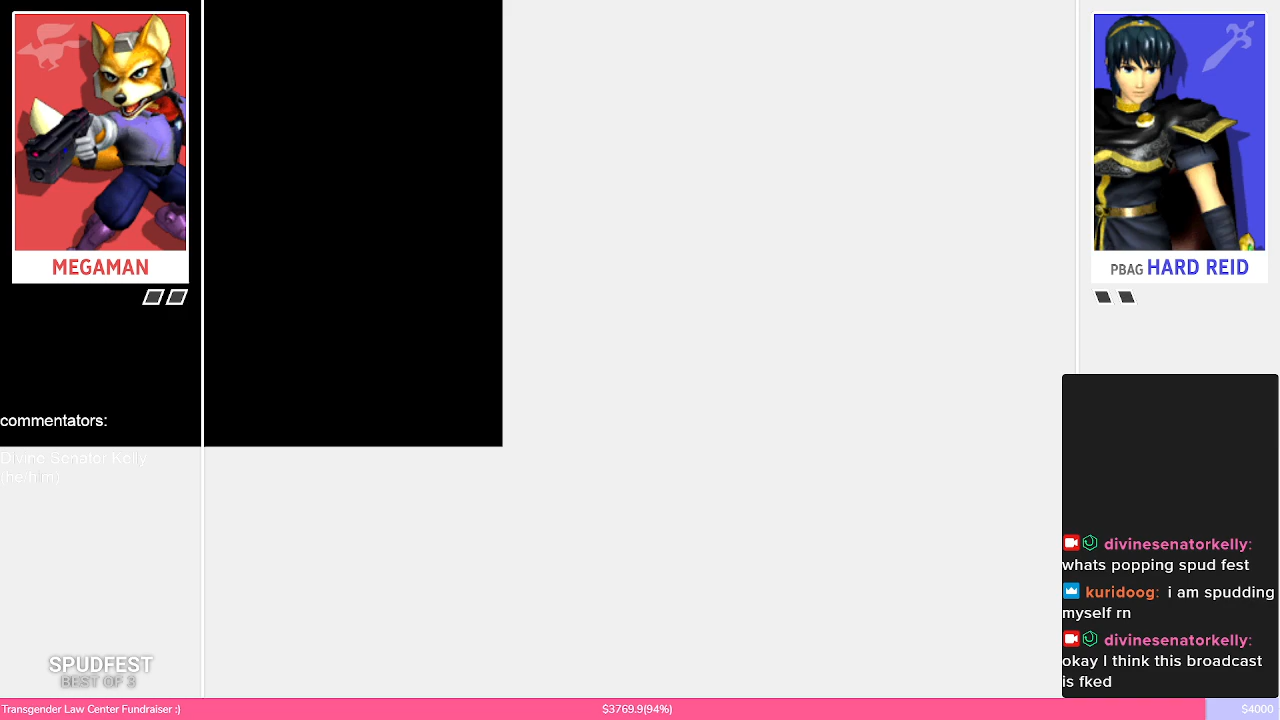 MEGAMAN
PBAG HARD REID
commentators:
Divine Senator Kelly
(he/him)
divinesenatorkelly:
whats popping spud fest
kuridoog: i am spudding
myself rn
divinesenatorkelly:
okay I think this broadcast
is fked
SPUDFEST
BEST OF 3
Transgender Law Center Fundraiser :)
$3769.9(94%)
$4000